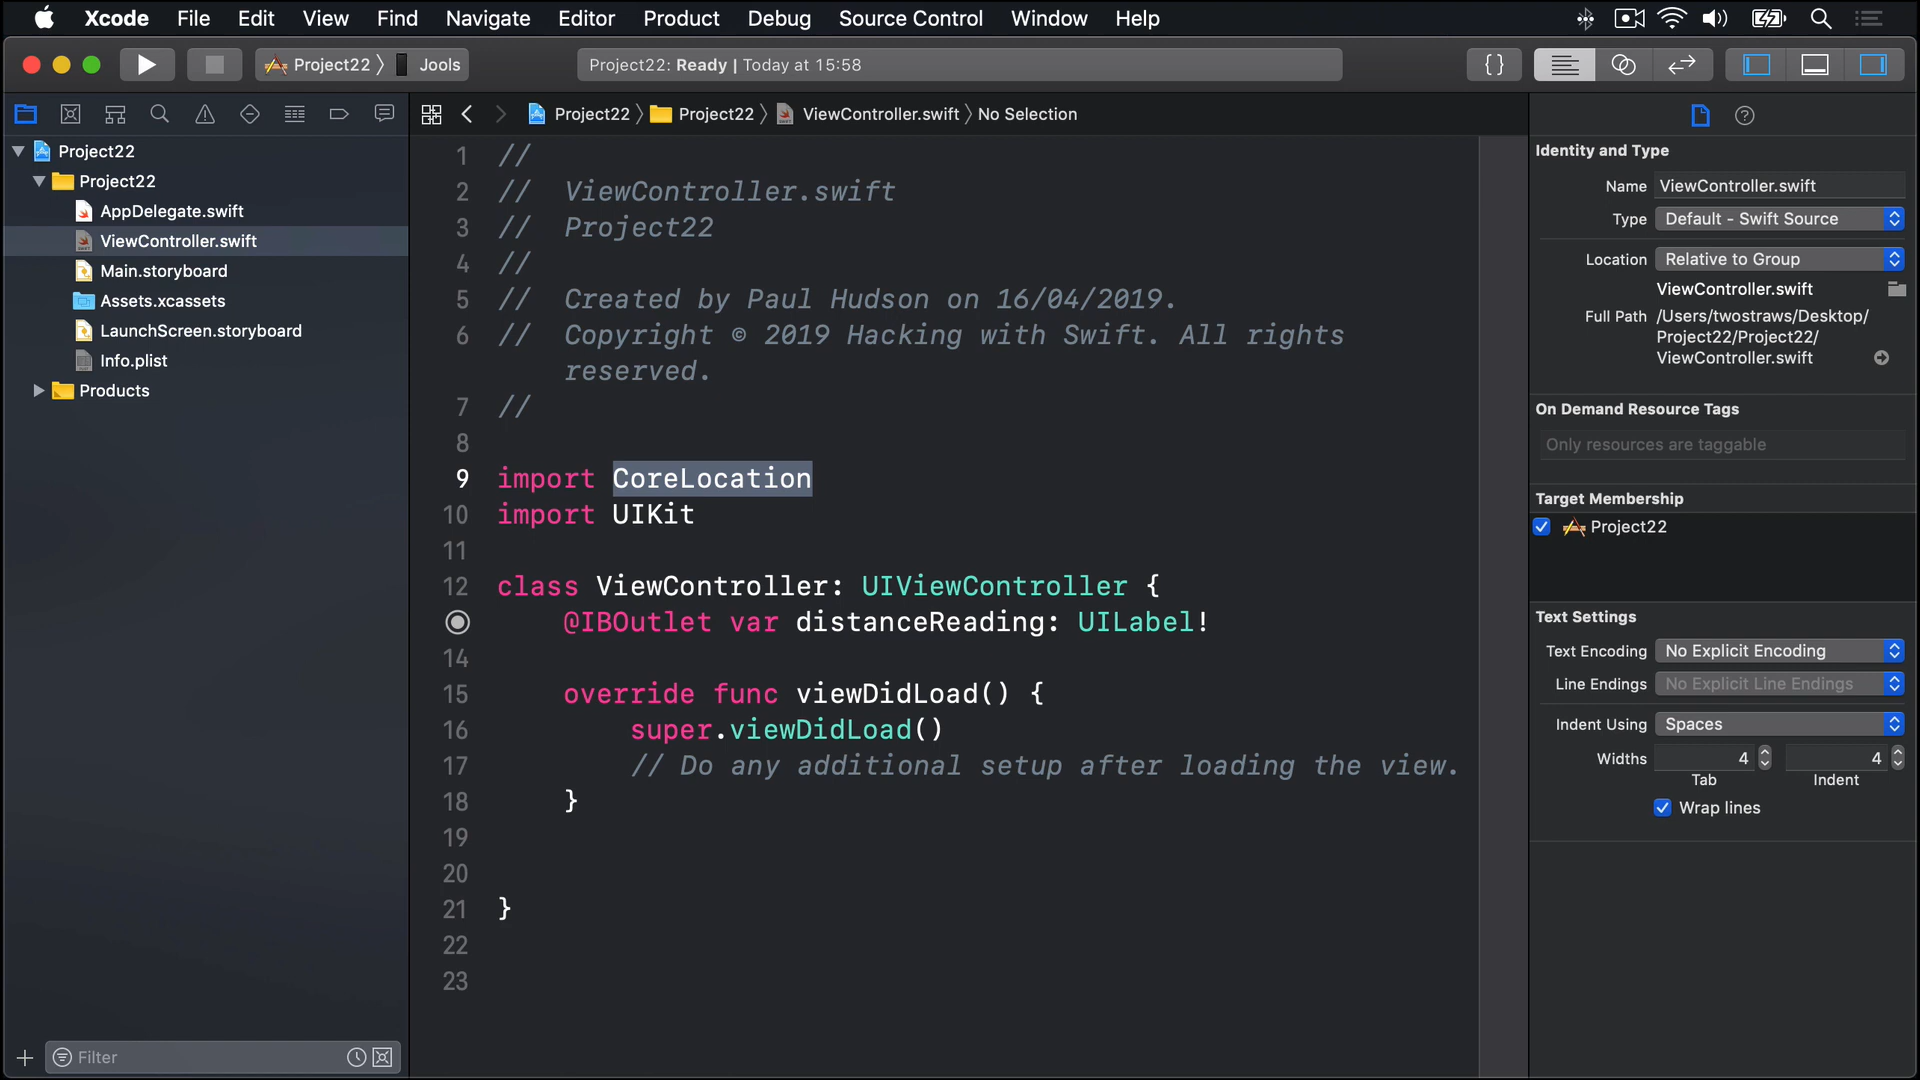 Xcode File Edit View Find Navigate Editor Product Debug Source Control Window Help
Project22 〉 Jools
Project22: Ready | Today at 15:58
{ }
Project22 〉 Project22 〉 ViewController.swift 〉 No Selection
Project22
Project22
AppDelegate.swift
ViewController.swift
Main.storyboard
Assets.xcassets
LaunchScreen.storyboard
Info.plist
Products
Filter
1 //
2 // ViewController.swift
3 // Project22
4 //
5 // Created by Paul Hudson on 16/04/2019.
6 // Copyright © 2019 Hacking with Swift. All rights
reserved.
7 //
8
9 import CoreLocation
10 import UIKit
11
12 class ViewController: UIViewController {
@IBOutlet var distanceReading: UILabel!
14
15 override func viewDidLoad() {
16 super.viewDidLoad()
17 // Do any additional setup after loading the view.
18 }
19
20
21 }
22
23
Identity and Type
Name ViewController.swift
Type Default - Swift Source
Location Relative to Group
ViewController.swift
Full Path /Users/twostraws/Desktop/
Project22/Project22/
ViewController.swift
On Demand Resource Tags
Only resources are taggable
Target Membership
Project22
Text Settings
Text Encoding No Explicit Encoding
Line Endings No Explicit Line Endings
Indent Using Spaces
Widths 4 4
Tab Indent
Wrap lines